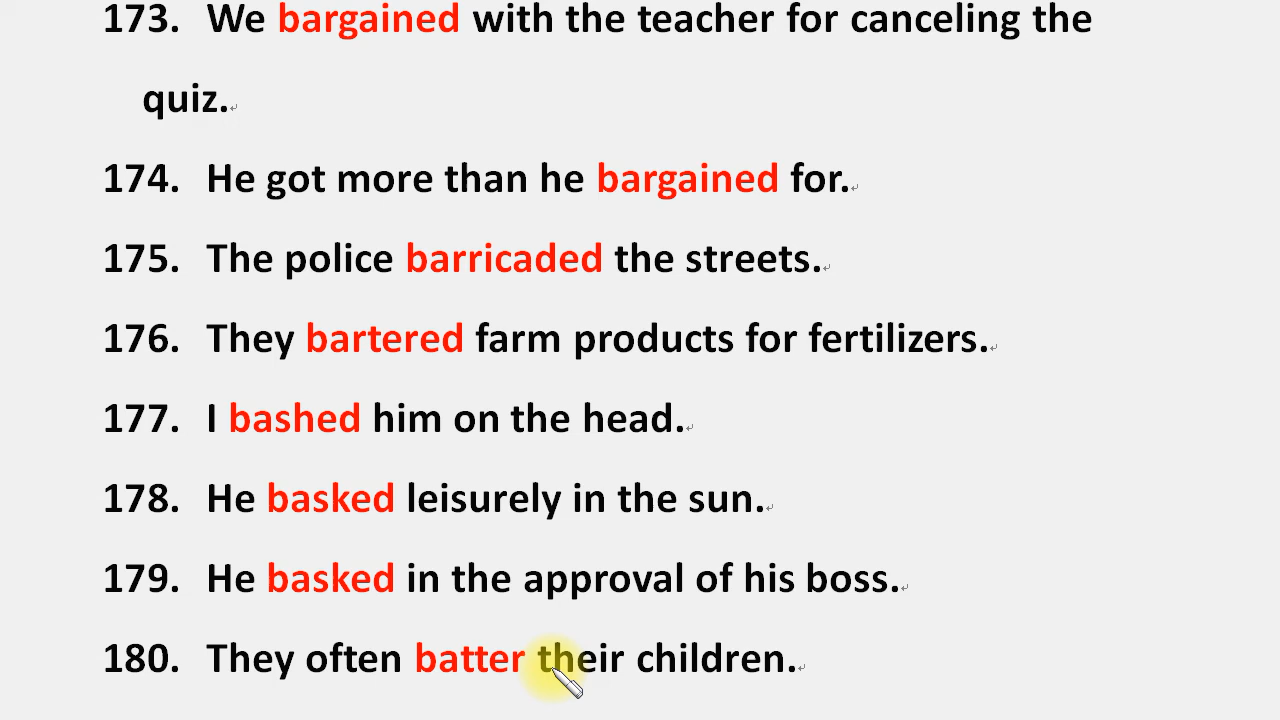 173. We bargained with the teacher for canceling the
quiz.
174. He got more than he bargained for.
175. The police barricaded the streets.
176. They bartered farm products for fertilizers.
177. I bashed him on the head.
178. He basked leisurely in the sun.
179. He basked in the approval of his boss.
180. They often batter their children.